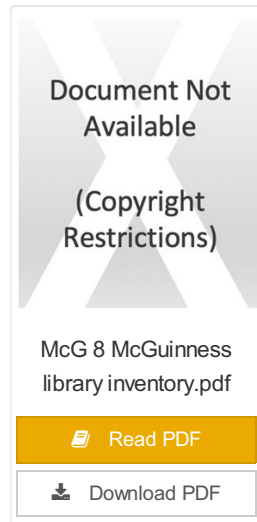 Document Not
Available
(Copyright
Restrictions)
McG 8 McGuinness
library inventory.pdf
Read PDF
Download PDF